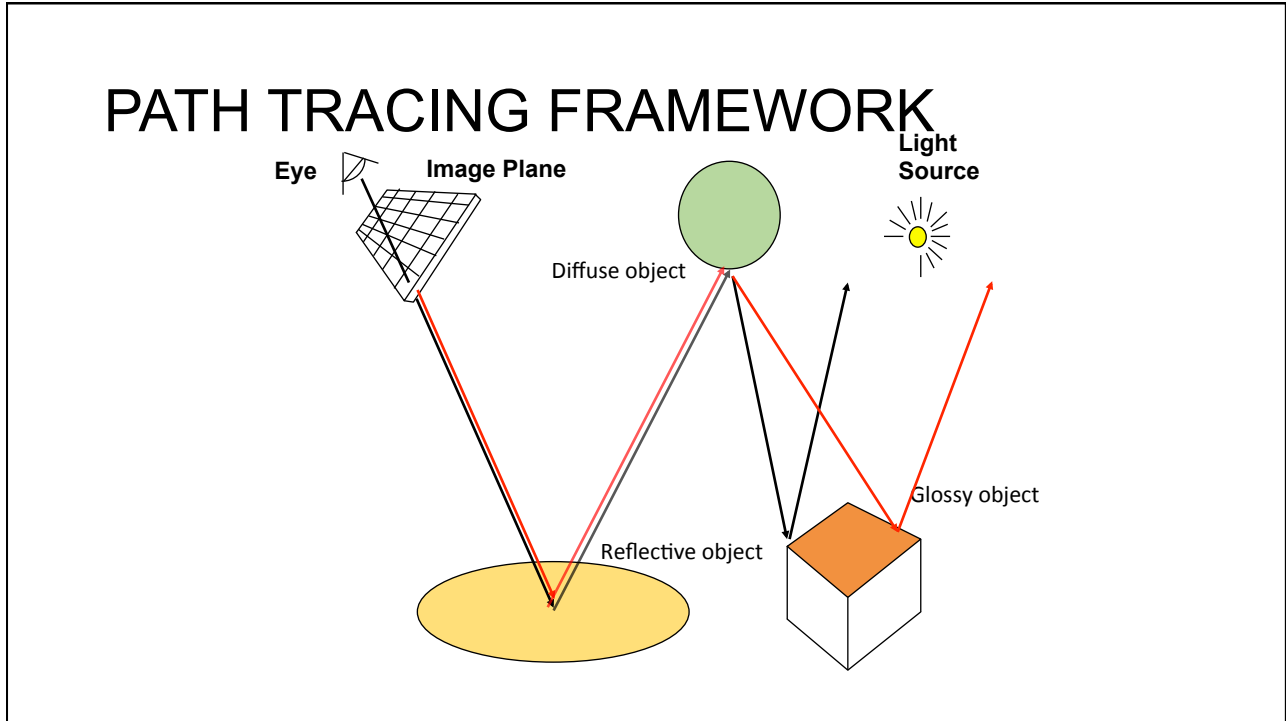 PATH TRACING FRAMEWORK
Eye
Image Plane
Light
Source
Diffuse object
Glossy object
Reflective object